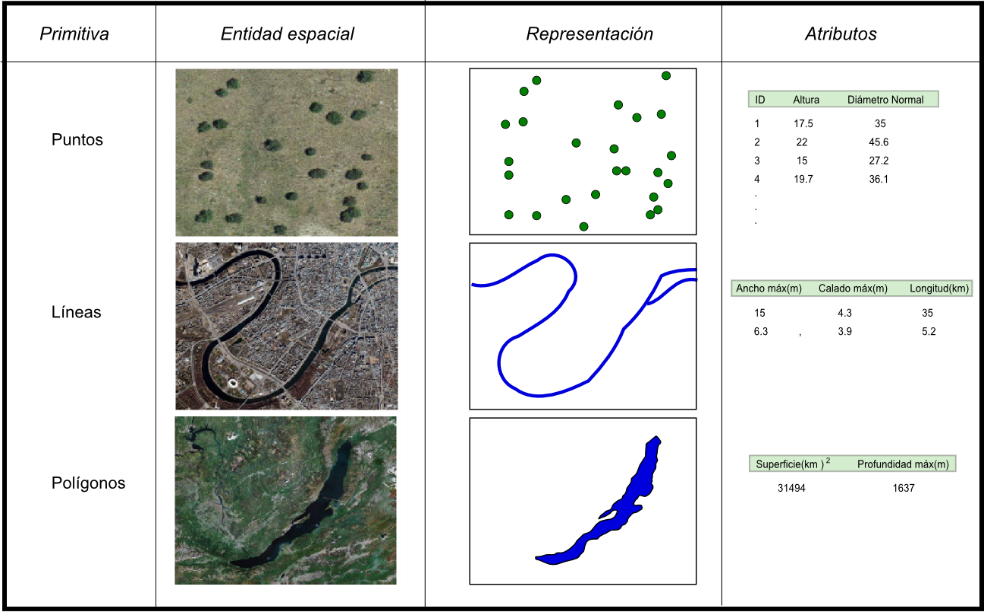 Primitiva Entidad espacial Representación Atributos
Puntos
ID Altura Diámetro Normal
1 17.5 35
2 22 45.6
3 15 27.2
4 19.7 36.1
.
.
.
Líneas
Ancho máx(m) Calado máx(m) Longitud(km)
15 4.3 35
6.3 , 3.9 5.2
Polígonos
Superficie(km )² Profundidad máx(m)
31494 1637